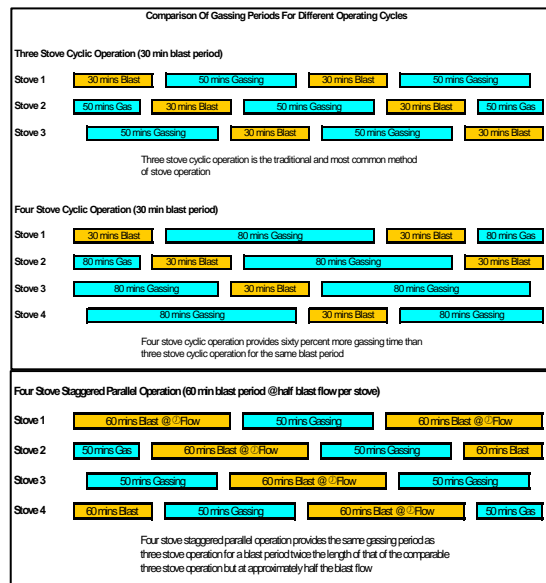 Comparison Of Gassing Periods For Different Operating Cycles
Three Stove Cyclic Operation (30 min blast period)
Stove 1 30 mins Blast 50 mins Gassing 30 mins Blast 50 mins Gassing
Stove 2 50 mins Gas 30 mins Blast 50 mins Gassing 30 mins Blast 50 mins Gas
Stove 3 50 mins Gassing 30 mins Blast 50 mins Gassing 30 mins Blast
Three stove cyclic operation is the traditional and most common method
of stove operation
Four Stove Cyclic Operation (30 min blast period)
Stove 1 30 mins Blast 80 mins Gassing 30 mins Blast 80 mins Gas
Stove 2 80 mins Gas 30 mins Blast 80 mins Gassing 30 mins Blast
Stove 3 80 mins Gassing 30 mins Blast 80 mins Gassing
Stove 4 80 mins Gassing 30 mins Blast 80 mins Gassing
Four stove cyclic operation provides sixty percent more gassing time than
three stove cyclic operation for the same blast period
Four Stove Staggered Parallel Operation (60 min blast period @half blast flow per stove)
Stove 1 60 mins Blast @ Flow 50 mins Gassing 60 mins Blast @ Flow
Stove 2 50 mins Gas 60 mins Blast @ Flow 50 mins Gassing 60 mins Blast
Stove 3 50 mins Gassing 60 mins Blast @ Flow 50 mins Gassing
Stove 4 60 mins Blast 50 mins Gassing 60 mins Blast @ Flow 50 mins Gas
Four stove staggered parallel operation provides the same gassing period as
three stove operation for a blast period twice the length of that of the comparable
three stove operation but at approximately half the blast flow